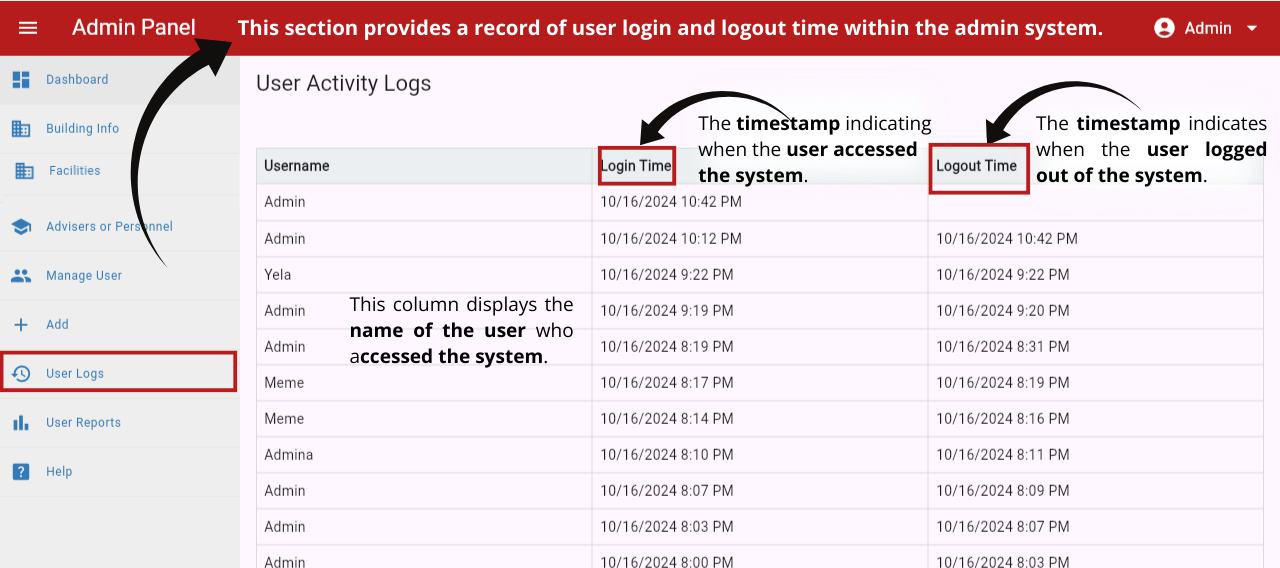 Admin Panel
This section provides a record of user login and logout time within the admin system.
Admin
Dashboard
Building Info
Facilities
Advisers or Personnel
Manage User
Add
User Logs
User Reports
Help
User Activity Logs
The timestamp indicating
when the user accessed
the system.
The timestamp indicates
when the user logged
out of the system.
Username Login Time Logout Time
Admin 10/16/2024 10:42 PM
Admin 10/16/2024 10:12 PM 10/16/2024 10:42 PM
Yela 10/16/2024 9:22 PM 10/16/2024 9:22 PM
Admin 10/16/2024 9:19 PM 10/16/2024 9:20 PM
Admin 10/16/2024 8:19 PM 10/16/2024 8:31 PM
Meme 10/16/2024 8:17 PM 10/16/2024 8:19 PM
Meme 10/16/2024 8:14 PM 10/16/2024 8:16 PM
Admina 10/16/2024 8:10 PM 10/16/2024 8:11 PM
Admin 10/16/2024 8:07 PM 10/16/2024 8:09 PM
Admin 10/16/2024 8:03 PM 10/16/2024 8:07 PM
Admin 10/16/2024 8:00 PM 10/16/2024 8:03 PM
This column displays the
name of the user who
accessed the system.